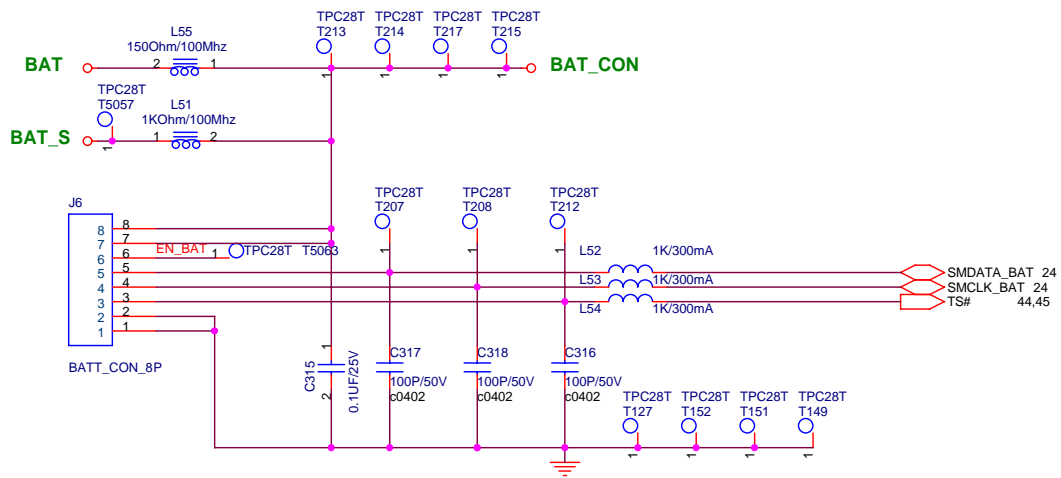 TPC28T TPC28T TPC28T TPC28T
T213 T214 T217 T215
L55
150Ohm/100Mhz
BAT 2 1 BAT_CON
1 1 1 1
TPC28T
T5057 L51
1KOhm/100Mhz
BAT_S 1 2
1
J6 TPC28T TPC28T TPC28T
T207 T208 T212
8 8
7 7
6 6 EN_BAT 1 TPC28T T5063
1 1 1
L52 1K/300mA
5 5 SMDATA_BAT 24
4 4 L53 1K/300mA SMCLK_BAT 24
3 3 TS# 44,45
L54 1K/300mA
2 2
1 1
BATT_CON_8P
1
C315
2
0.1UF/25V
C317 C318 C316
100P/50V 100P/50V 100P/50V
c0402 c0402 c0402
TPC28T TPC28T TPC28T TPC28T
T127 T152 T151 T149
1 1 1 1